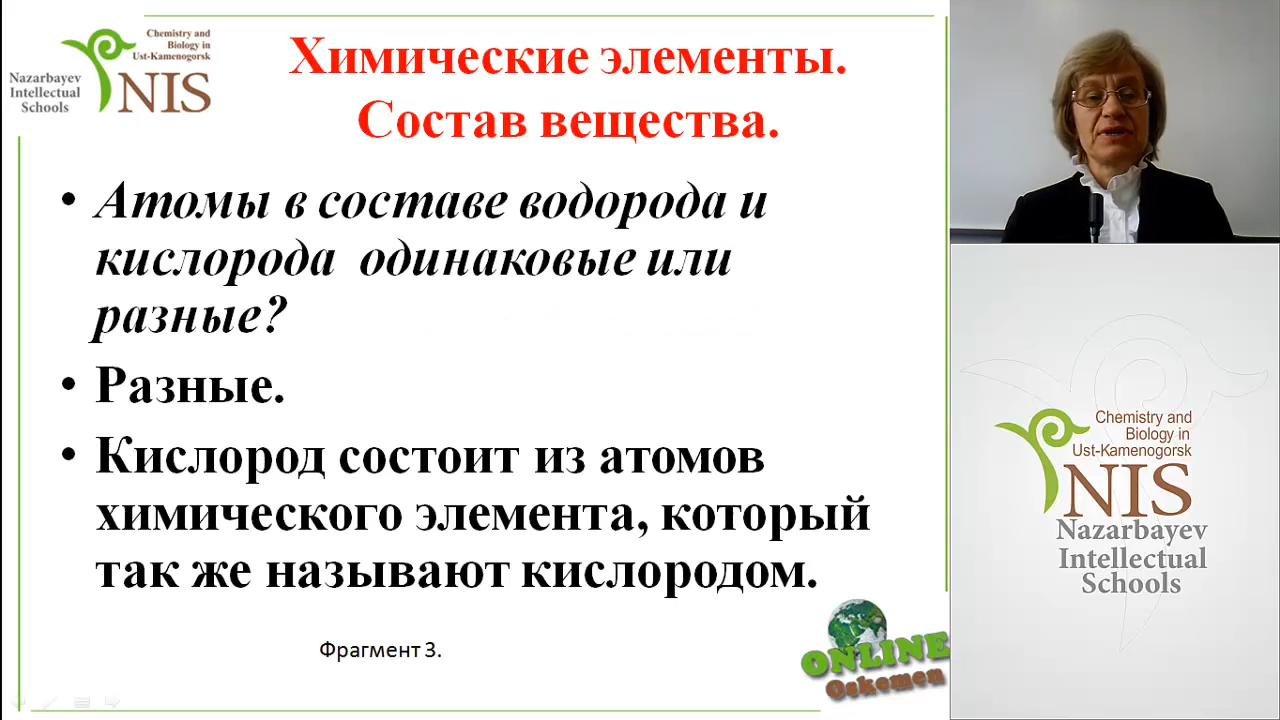 Chemistry and
Biology in
Ust-Kamenogorsk
Nazarbayev
Intellectual
Schools
NIS
Химические элементы.
Состав вещества.
• Атомы в составе водорода и
кислорода одинаковые или
разные?
• Разные.
• Кислород состоит из атомов
химического элемента, который
так же называют кислородом.
Фрагмент 3.
ONLINE
Oskemen
Chemistry and
Biology in
Ust-Kamenogorsk
NIS
Nazarbayev
Intellectual
Schools